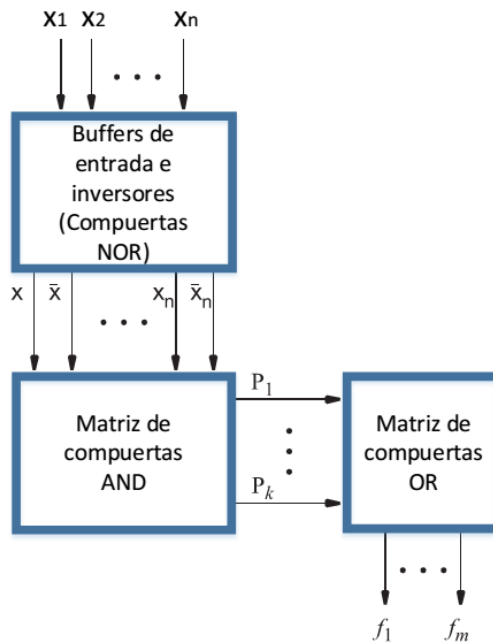 x1 x2 • • • xn
Buffers de
entrada e
inversores
(Compuertas
NOR)
x x̄ • • • xn x̄n
Matriz de
compuertas
AND
P1
Pk
Matriz de
compuertas
OR
• • •
f1 fm